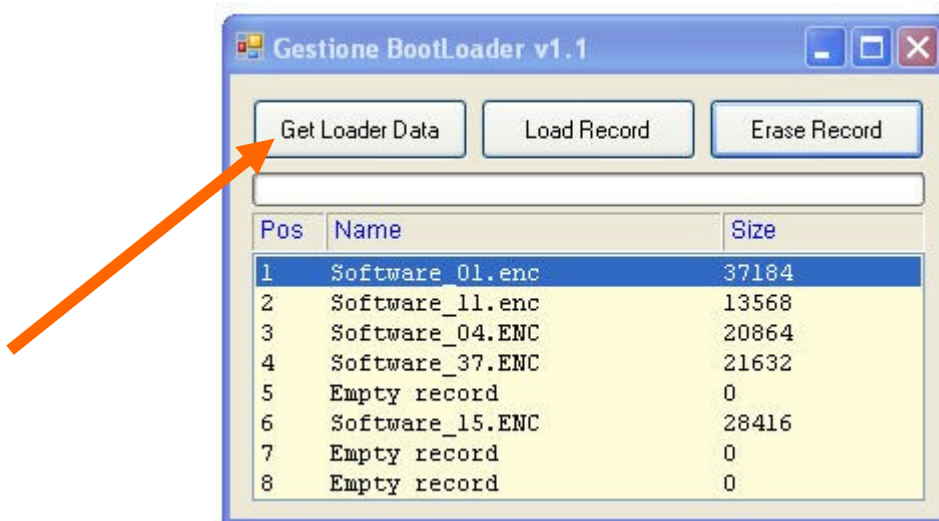 Gestione BootLoader v1.1
Get Loader Data Load Record Erase Record
Pos Name Size
1 Software_01.enc 37184
2 Software_11.enc 13568
3 Software_04.ENC 20864
4 Software_37.ENC 21632
5 Empty record 0
6 Software_15.ENC 28416
7 Empty record 0
8 Empty record 0